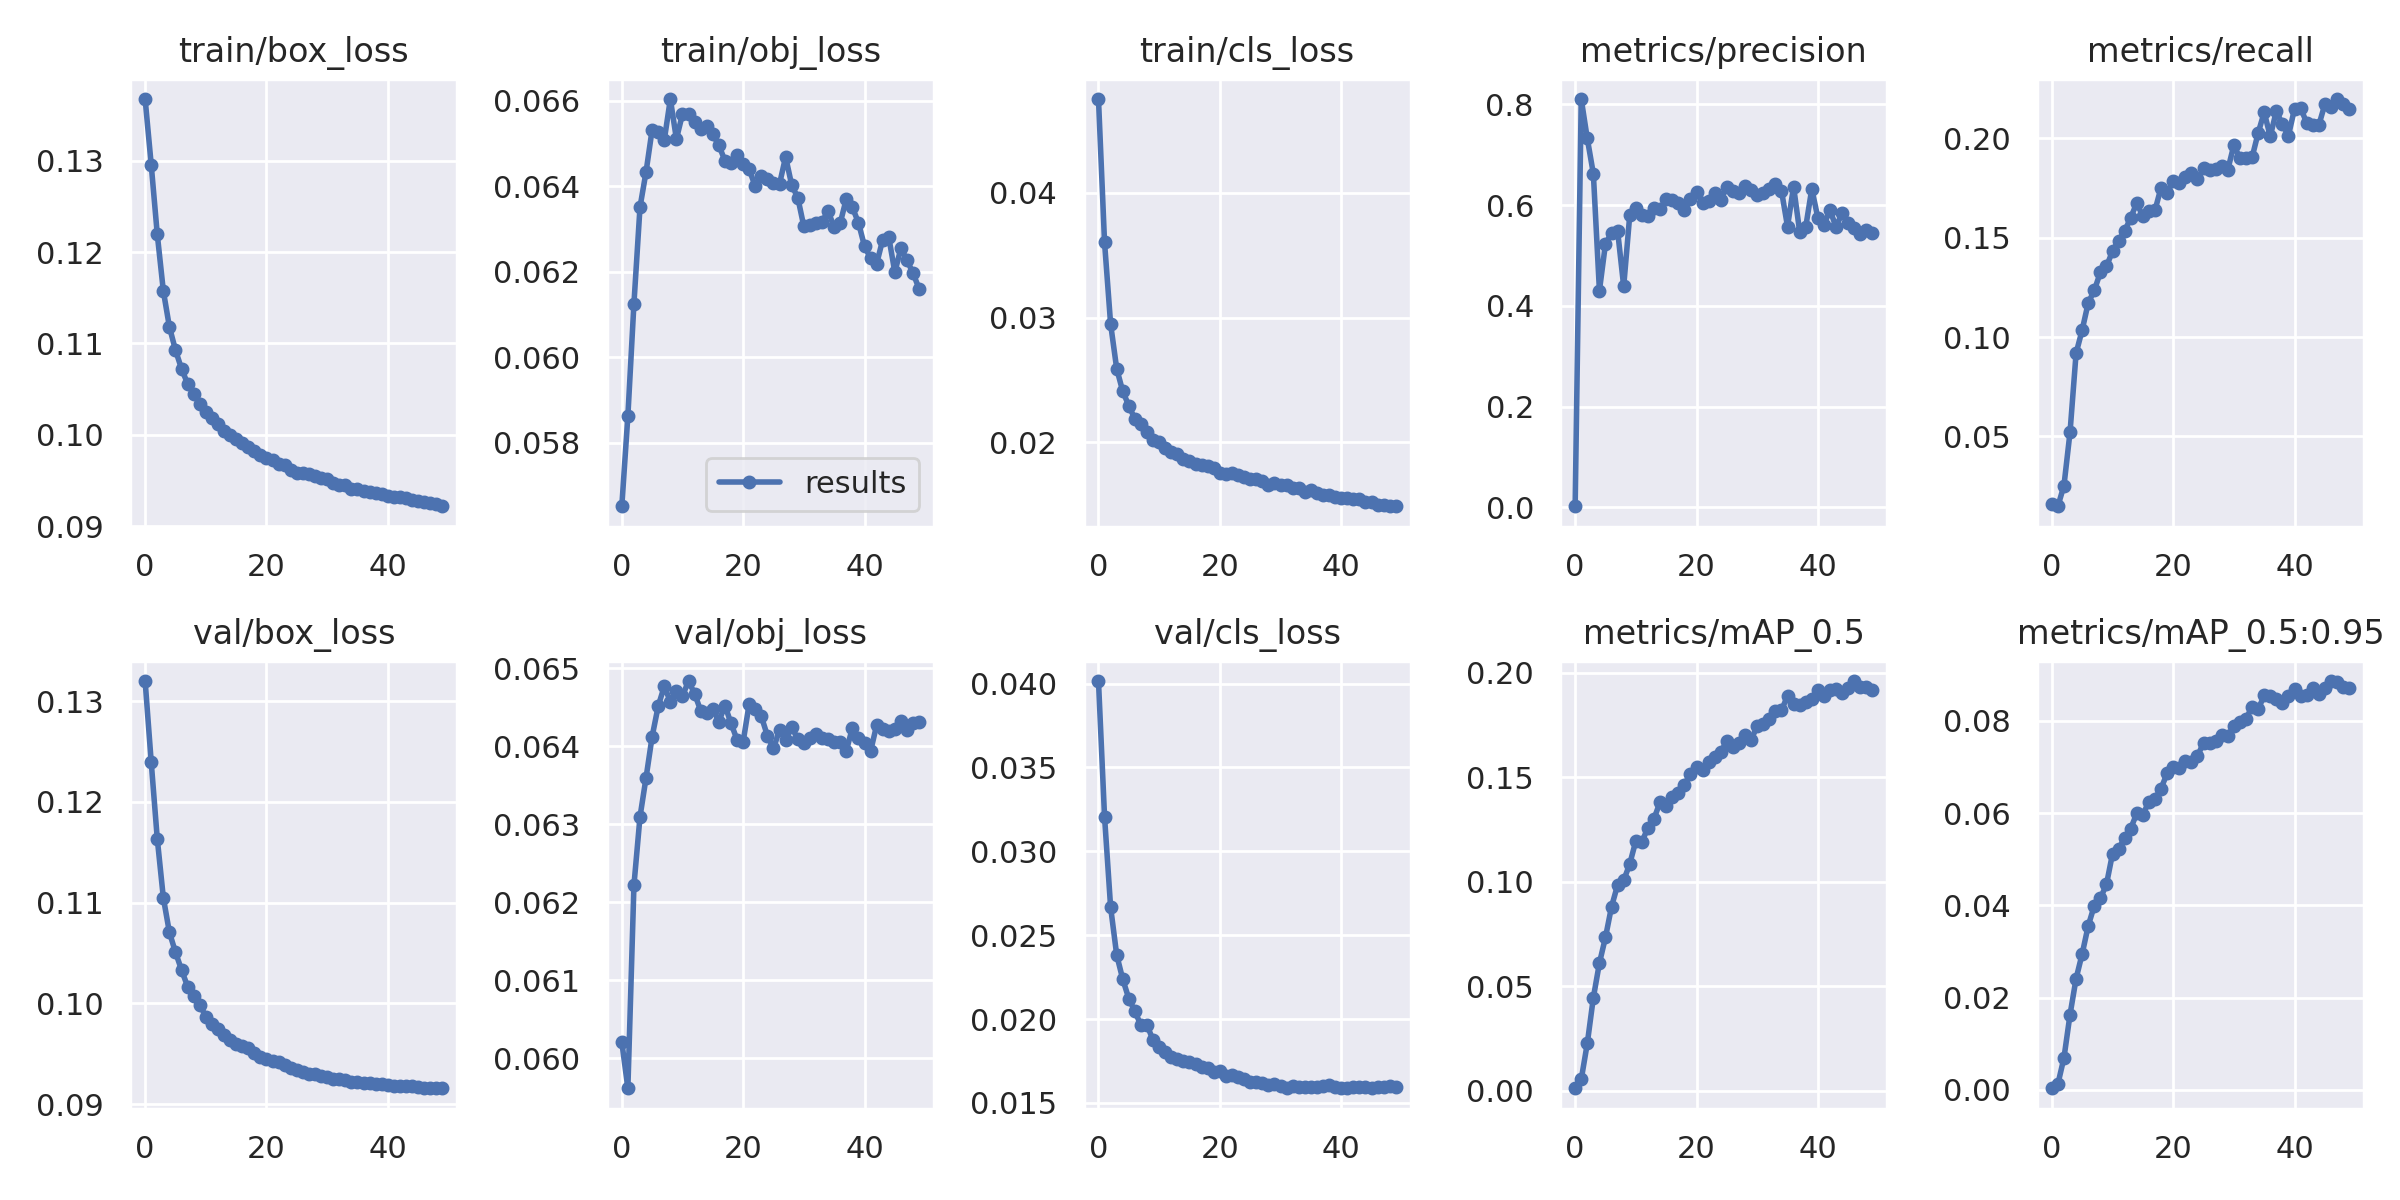 train/box_loss
0.13
0.12
0.11
0.10
0.09
0 20 40
train/obj_loss
0.066
0.064
0.062
0.060
0.058
results
0 20 40
train/cls_loss
0.04
0.03
0.02
0 20 40
metrics/precision
0.8
0.6
0.4
0.2
0.0
0 20 40
metrics/recall
0.20
0.15
0.10
0.05
0 20 40
val/box_loss
0.13
0.12
0.11
0.10
0.09
0 20 40
val/obj_loss
0.065
0.064
0.063
0.062
0.061
0.060
0 20 40
val/cls_loss
0.040
0.035
0.030
0.025
0.020
0.015
0 20 40
metrics/mAP_0.5
0.20
0.15
0.10
0.05
0.00
0 20 40
metrics/mAP_0.5:0.95
0.08
0.06
0.04
0.02
0.00
0 20 40